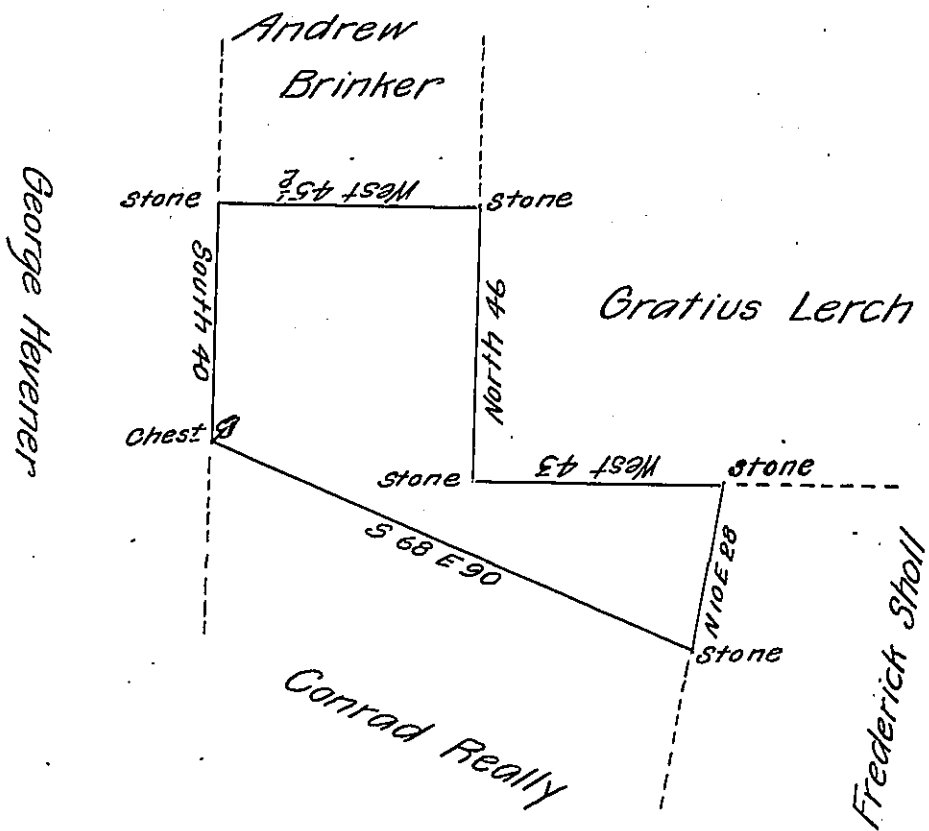 Andrew
Brinker
stone
West 45½
stone
George Hevener
South 40
North 46
Gratius Lerch
Chest
stone
West 43
stone
S 68 E 90
N 10 E 28
stone
Conrad Really
Frederick Sholl